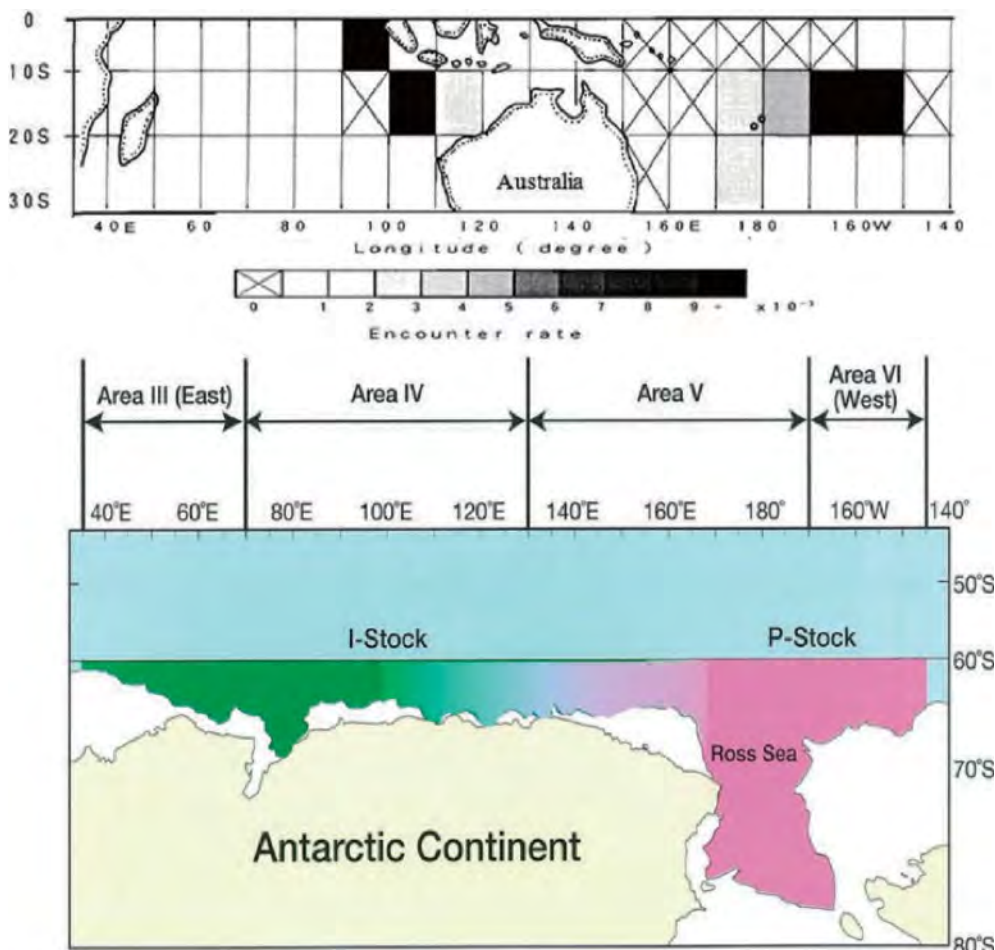 0
10S
20S
30S
Australia
40E 60 80 100 120 140 160E 180 160W 140
Longitude ( degree )
0 1 2 3 4 5 6 7 8 9 - x10⁻³
Encounter rate
Area III (East) Area IV Area V Area VI (West)
40°E 60°E 80°E 100°E 120°E 140°E 160°E 180° 160°W 140°
50°S
I-Stock P-Stock
60°S
Ross Sea
70°S
Antarctic Continent
80°S